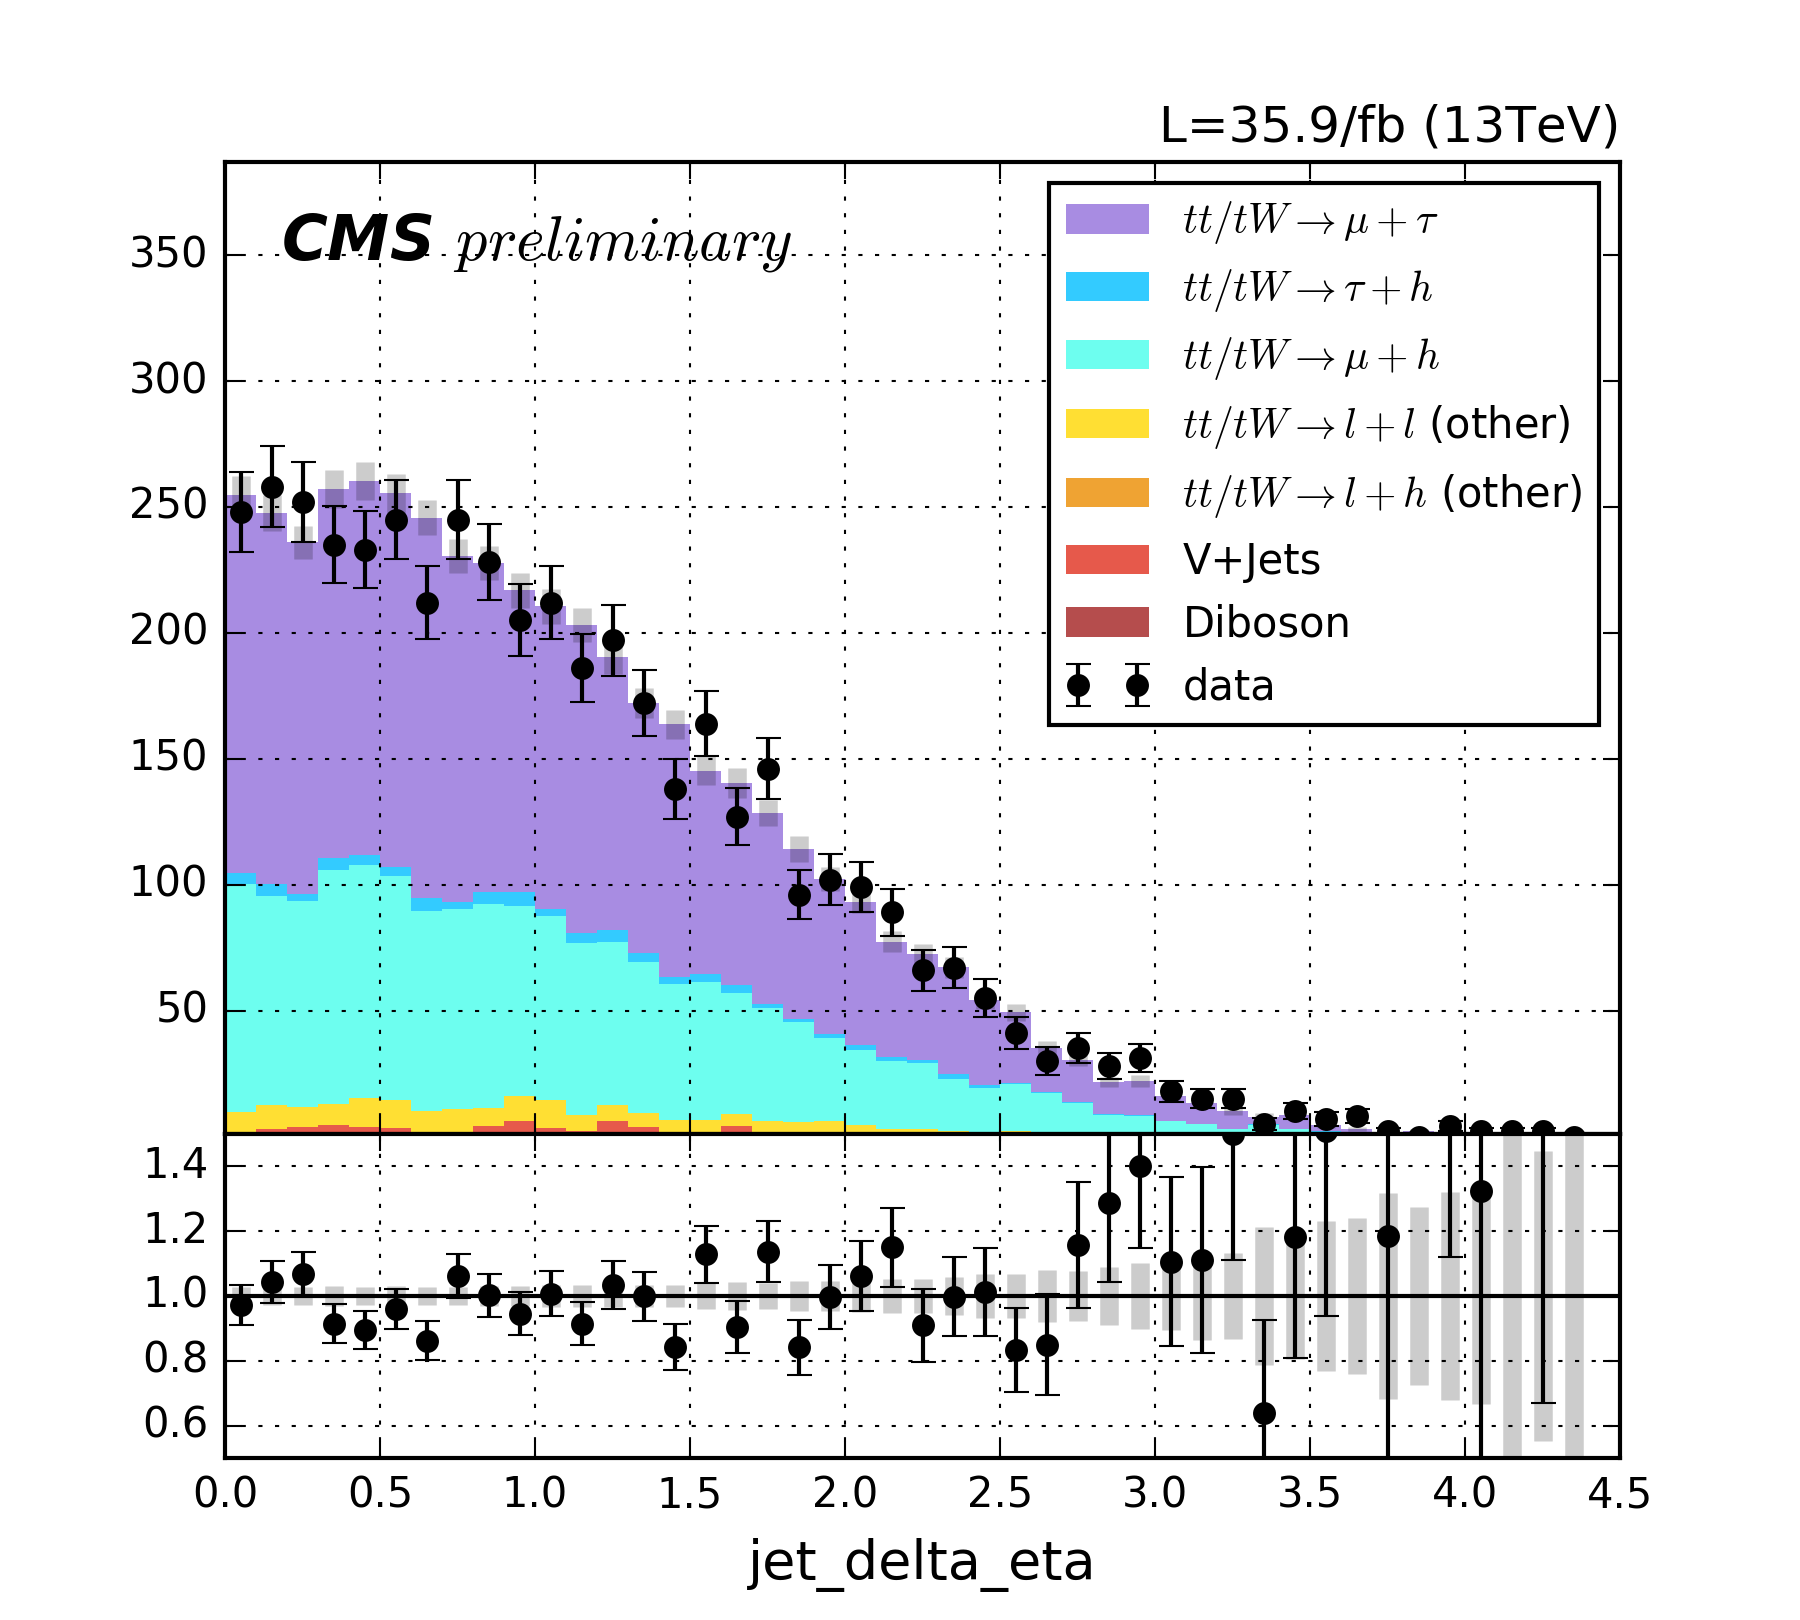 L=35.9/fb (13TeV)
CMS preliminary
350
300
250
200
150
100
50
tt/tW→μ+τ
tt/tW→τ+h
tt/tW→μ+h
tt/tW→l+l (other)
tt/tW→l+h (other)
V+Jets
Diboson
data
1.4
1.2
1.0
0.8
0.6
0.0 0.5 1.0 1.5 2.0 2.5 3.0 3.5 4.0 4.5
jet_delta_eta